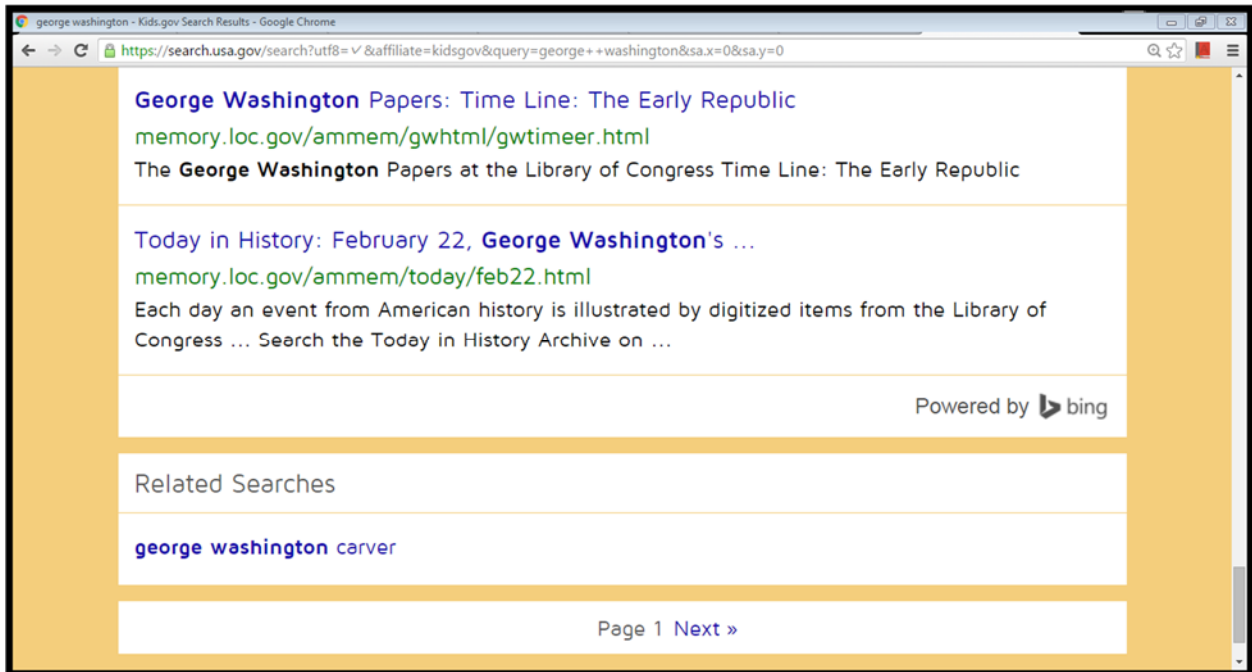 george washington - Kids.gov Search Results - Google Chrome
https://search.usa.gov/search?utf8=✓&affiliate=kidsgov&query=george++washington&sa.x=0&sa.y=0
George Washington Papers: Time Line: The Early Republic
memory.loc.gov/ammem/gwhtml/gwtimeer.html
The George Washington Papers at the Library of Congress Time Line: The Early Republic
Today in History: February 22, George Washington's ...
memory.loc.gov/ammem/today/feb22.html
Each day an event from American history is illustrated by digitized items from the Library of
Congress ... Search the Today in History Archive on ...
Powered by bing
Related Searches
george washington carver
Page 1 Next »